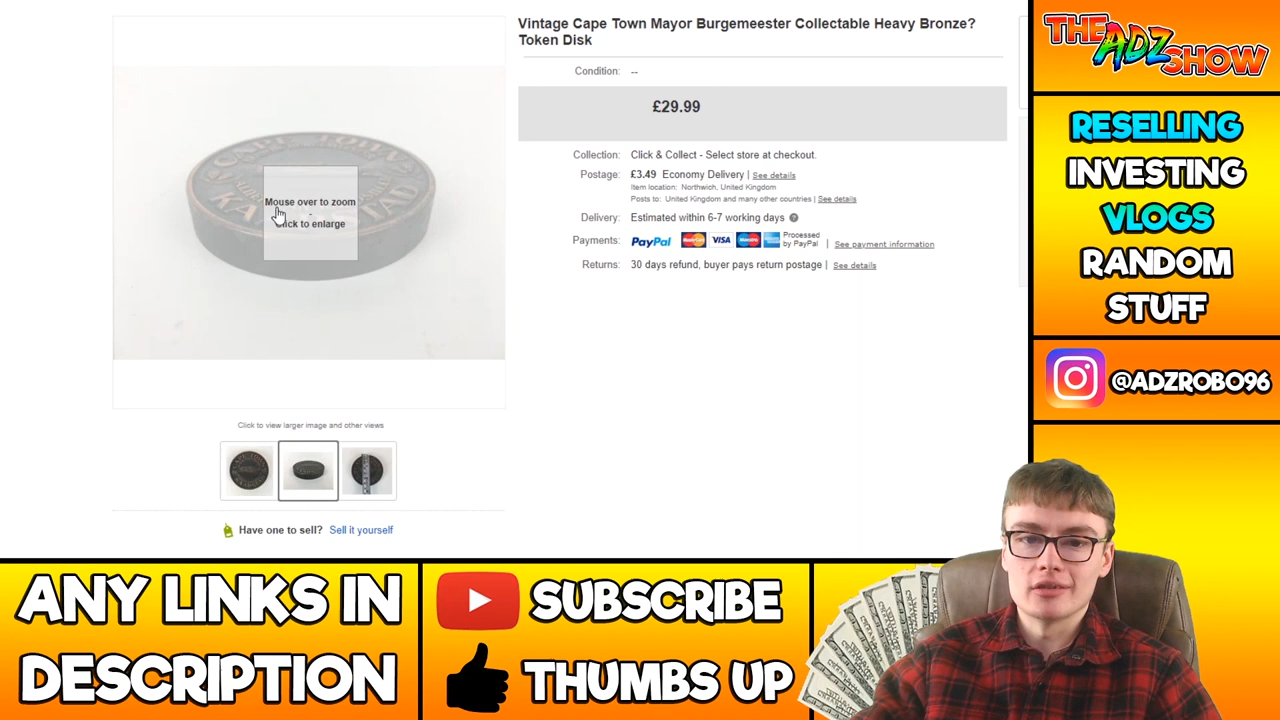 Vintage Cape Town Mayor Burgemeester Collectable Heavy Bronze?
Token Disk
Condition: --
£29.99
Collection: Click & Collect - Select store at checkout.
Postage: £3.49 Economy Delivery | See details
Item location: Northwich, United Kingdom
Posts to: United Kingdom and many other countries | See details
Delivery: Estimated within 6-7 working days
Payments: PayPal VISA Processed by PayPal | See payment information
Returns: 30 days refund, buyer pays return postage | See details
CAPE TOWN
Mouse over to zoom
-
Click to enlarge
Click to view larger image and other views
Have one to sell? Sell it yourself
THE ADZ SHOW
RESELLING
INVESTING
VLOGS
RANDOM
STUFF
@ADZROBO96
ANY LINKS IN
DESCRIPTION
SUBSCRIBE
THUMBS UP